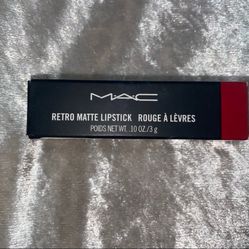 MAC
RETRO MATTE LIPSTICK ROUGE À LÈVRES
POIDS NET WT. .10 OZ./3 g